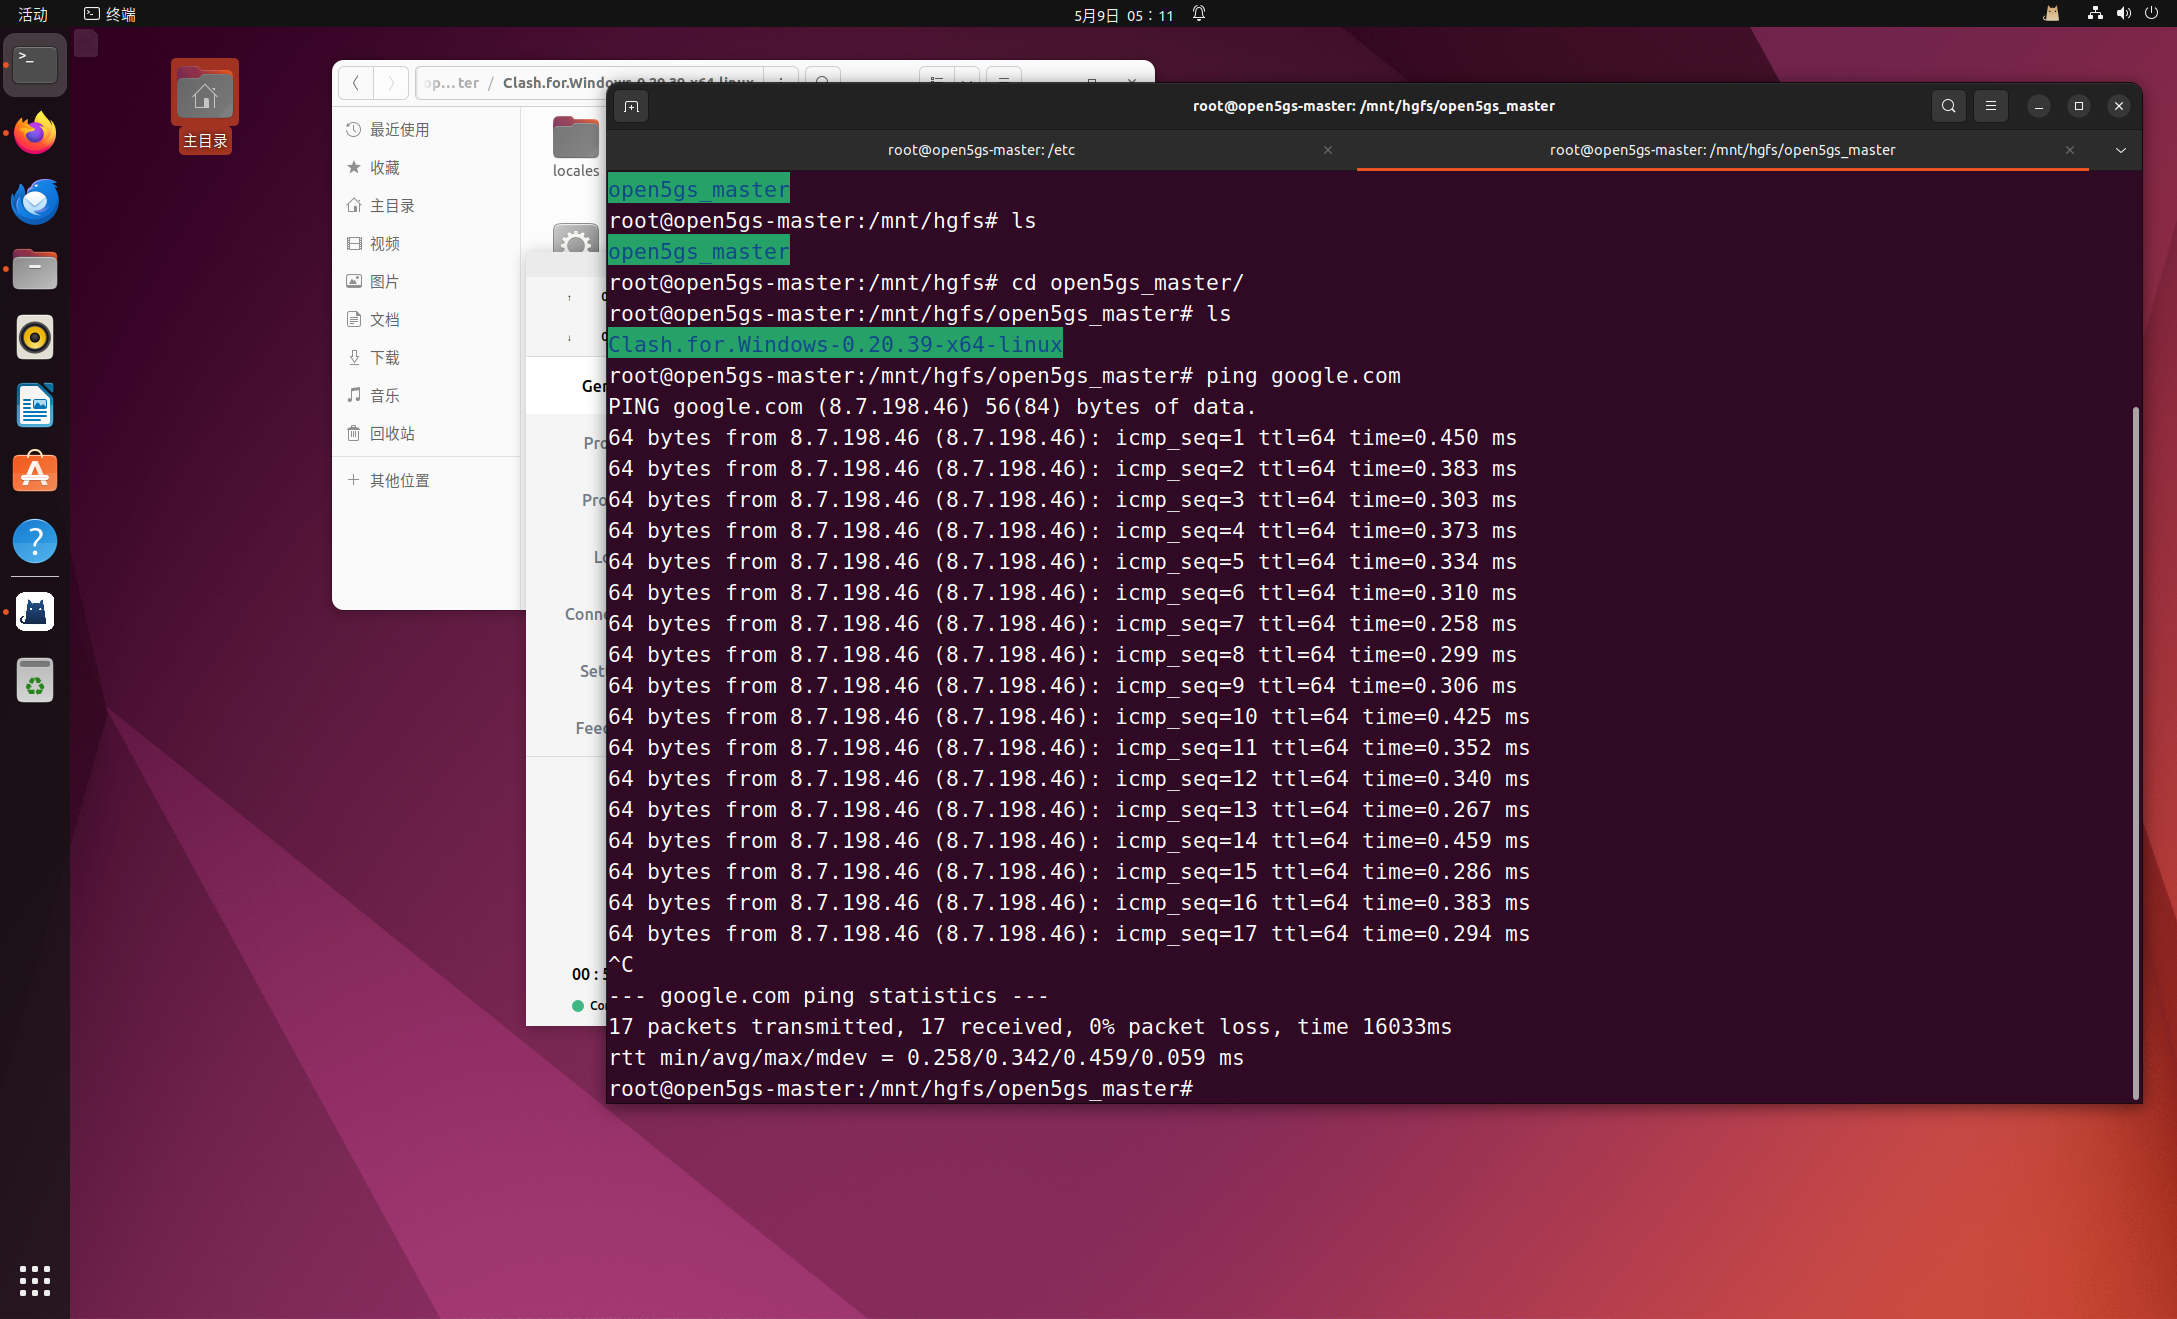 活动
终端
5月9日 05：11
主目录
op...ter / Clash.for.Windows-0.20.39-x64-linux
最近使用
收藏
主目录
视频
图片
文档
下载
音乐
回收站
其他位置
locales
↑ 0
↓ 0
Ger
Pro
Pro
Lo
Conne
Set
Feed
00 : 5
Co
root@open5gs-master: /mnt/hgfs/open5gs_master
root@open5gs-master: /etc
root@open5gs-master: /mnt/hgfs/open5gs_master
open5gs_master
root@open5gs-master:/mnt/hgfs# ls
open5gs_master
root@open5gs-master:/mnt/hgfs# cd open5gs_master/
root@open5gs-master:/mnt/hgfs/open5gs_master# ls
Clash.for.Windows-0.20.39-x64-linux
root@open5gs-master:/mnt/hgfs/open5gs_master# ping google.com
PING google.com (8.7.198.46) 56(84) bytes of data.
64 bytes from 8.7.198.46 (8.7.198.46): icmp_seq=1 ttl=64 time=0.450 ms
64 bytes from 8.7.198.46 (8.7.198.46): icmp_seq=2 ttl=64 time=0.383 ms
64 bytes from 8.7.198.46 (8.7.198.46): icmp_seq=3 ttl=64 time=0.303 ms
64 bytes from 8.7.198.46 (8.7.198.46): icmp_seq=4 ttl=64 time=0.373 ms
64 bytes from 8.7.198.46 (8.7.198.46): icmp_seq=5 ttl=64 time=0.334 ms
64 bytes from 8.7.198.46 (8.7.198.46): icmp_seq=6 ttl=64 time=0.310 ms
64 bytes from 8.7.198.46 (8.7.198.46): icmp_seq=7 ttl=64 time=0.258 ms
64 bytes from 8.7.198.46 (8.7.198.46): icmp_seq=8 ttl=64 time=0.299 ms
64 bytes from 8.7.198.46 (8.7.198.46): icmp_seq=9 ttl=64 time=0.306 ms
64 bytes from 8.7.198.46 (8.7.198.46): icmp_seq=10 ttl=64 time=0.425 ms
64 bytes from 8.7.198.46 (8.7.198.46): icmp_seq=11 ttl=64 time=0.352 ms
64 bytes from 8.7.198.46 (8.7.198.46): icmp_seq=12 ttl=64 time=0.340 ms
64 bytes from 8.7.198.46 (8.7.198.46): icmp_seq=13 ttl=64 time=0.267 ms
64 bytes from 8.7.198.46 (8.7.198.46): icmp_seq=14 ttl=64 time=0.459 ms
64 bytes from 8.7.198.46 (8.7.198.46): icmp_seq=15 ttl=64 time=0.286 ms
64 bytes from 8.7.198.46 (8.7.198.46): icmp_seq=16 ttl=64 time=0.383 ms
64 bytes from 8.7.198.46 (8.7.198.46): icmp_seq=17 ttl=64 time=0.294 ms
^C
--- google.com ping statistics ---
17 packets transmitted, 17 received, 0% packet loss, time 16033ms
rtt min/avg/max/mdev = 0.258/0.342/0.459/0.059 ms
root@open5gs-master:/mnt/hgfs/open5gs_master#